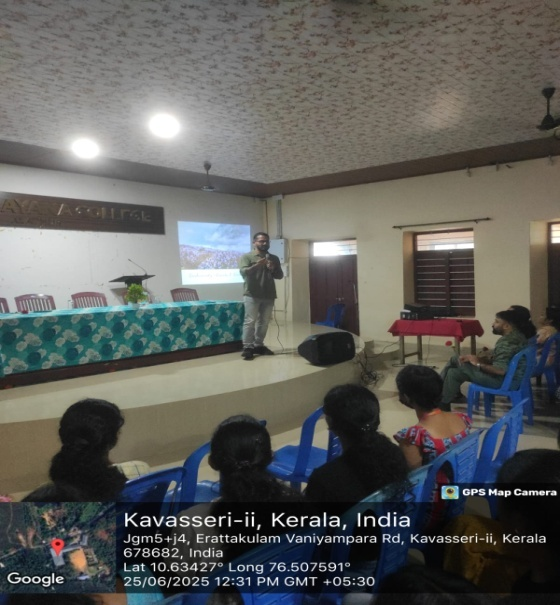 A COLLEGE
GPS Map Camera
Kavasseri-ii, Kerala, India
Jgm5+j4, Erattakulam Vaniyampara Rd, Kavasseri-ii, Kerala
678682, India
Lat 10.63427° Long 76.507591°
25/06/2025 12:31 PM GMT +05:30
Google